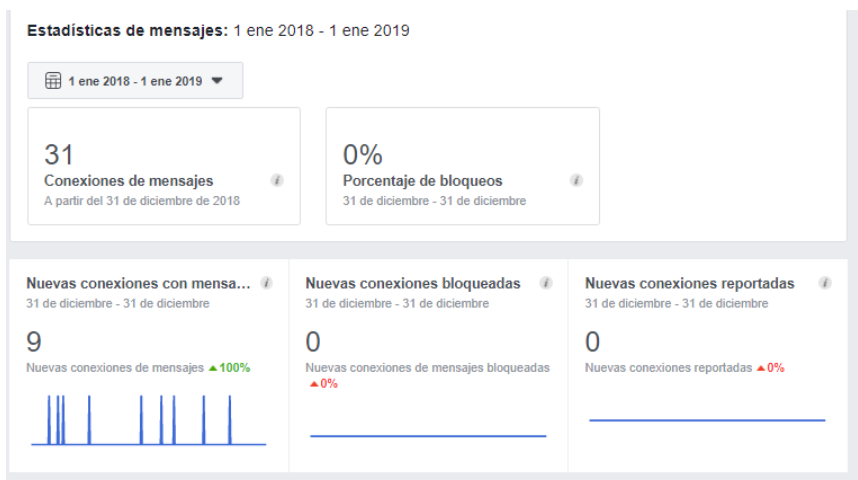 Estadísticas de mensajes: 1 ene 2018 - 1 ene 2019
1 ene 2018 - 1 ene 2019
31
Conexiones de mensajes
A partir del 31 de diciembre de 2018
0%
Porcentaje de bloqueos
31 de diciembre - 31 de diciembre
Nuevas conexiones con mensa...
31 de diciembre - 31 de diciembre
9
Nuevas conexiones de mensajes ▲100%
Nuevas conexiones bloqueadas
31 de diciembre - 31 de diciembre
0
Nuevas conexiones de mensajes bloqueadas
▲0%
Nuevas conexiones reportadas
31 de diciembre - 31 de diciembre
0
Nuevas conexiones reportadas ▲0%